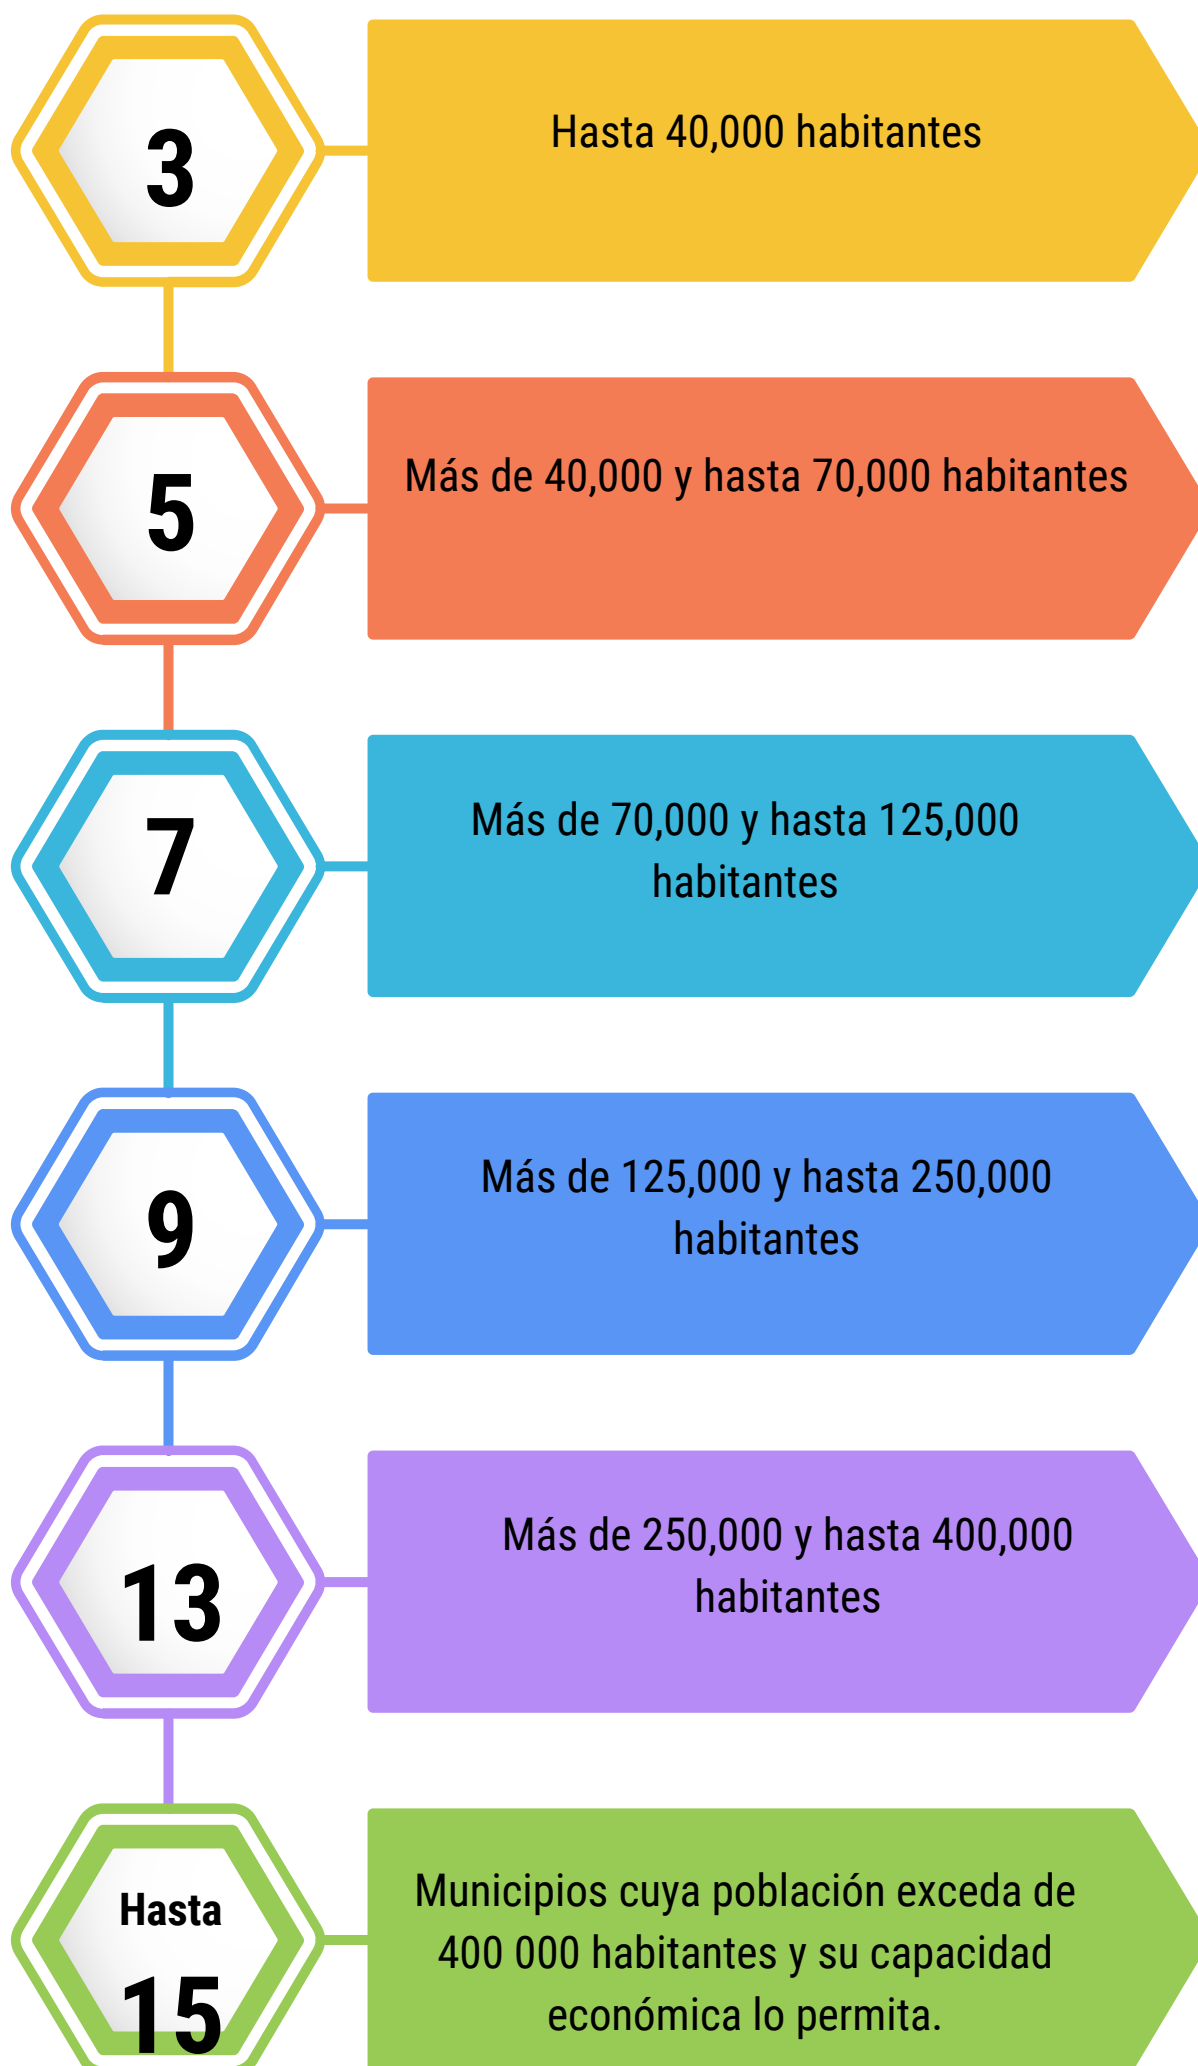 3
Hasta 40,000 habitantes
5
Más de 40,000 y hasta 70,000 habitantes
7
Más de 70,000 y hasta 125,000
habitantes
9
Más de 125,000 y hasta 250,000
habitantes
13
Más de 250,000 y hasta 400,000
habitantes
Hasta
15
Municipios cuya población exceda de
400 000 habitantes y su capacidad
económica lo permita.